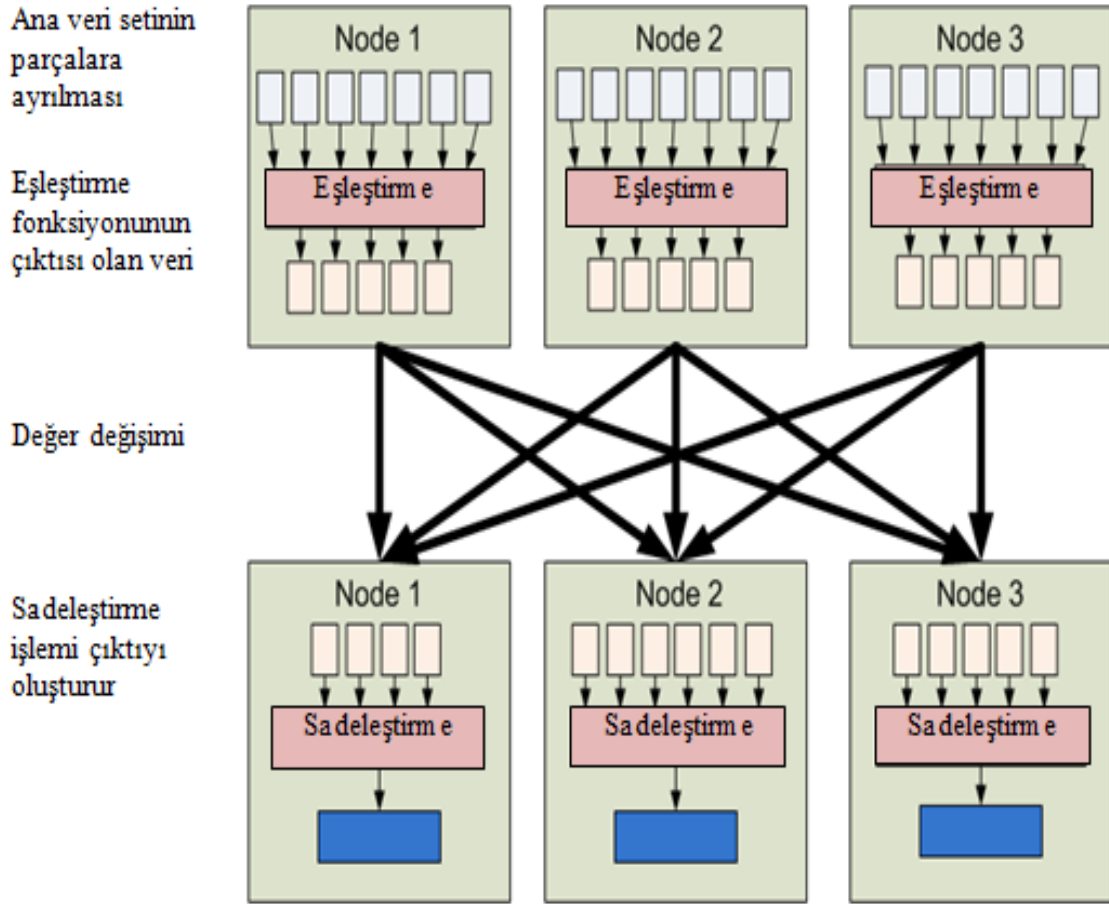 Ana veri setinin
parçalara
ayrılması
Node 1
Node 2
Node 3
Eşleştirme
fonksiyonunun
çıktısı olan veri
Eşleştirme
Eşleştirme
Eşleştirme
Değer değişimi
Node 1
Node 2
Node 3
Sadeleştirme
işlemi çıktıyı
oluşturur
Sadeleştirme
Sadeleştirme
Sadeleştirme